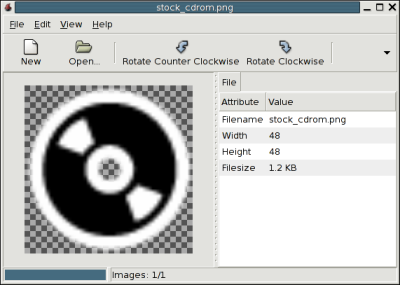 stock_cdrom.png
File Edit View Help
New Open... Rotate Counter Clockwise Rotate Clockwise
File
Attribute Value
Filename stock_cdrom.png
Width 48
Height 48
Filesize 1.2 KB
Images: 1/1